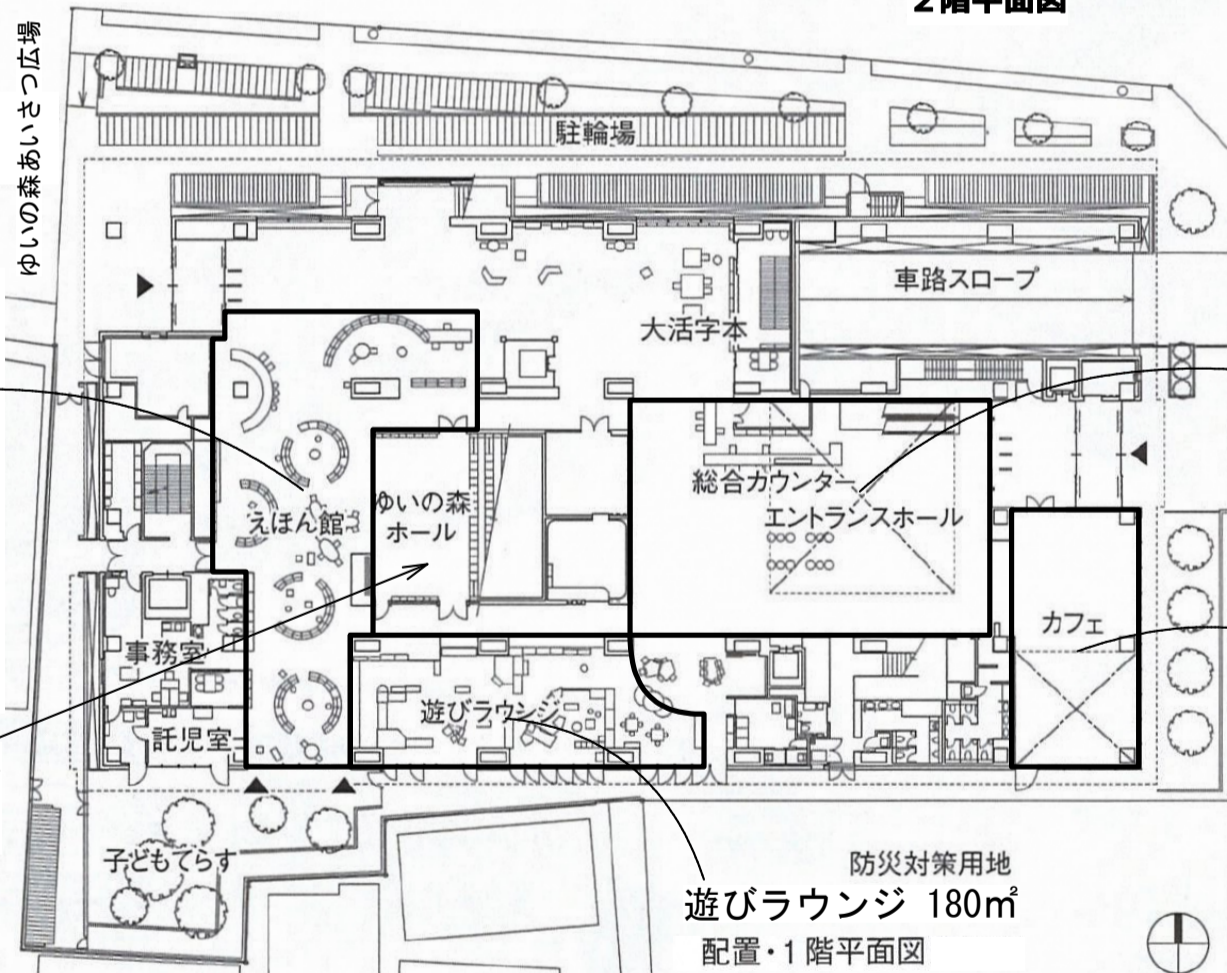 2階平面図
ゆいの森あいさつ広場
駐輪場
車路スロープ
大活字本
総合カウンター
エントランスホール
えほん館
ゆいの森
ホール
カフェ
事務室
遊びラウンジ
託児室
子どもてらす
防災対策用地
遊びラウンジ 180㎡
配置・1階平面図